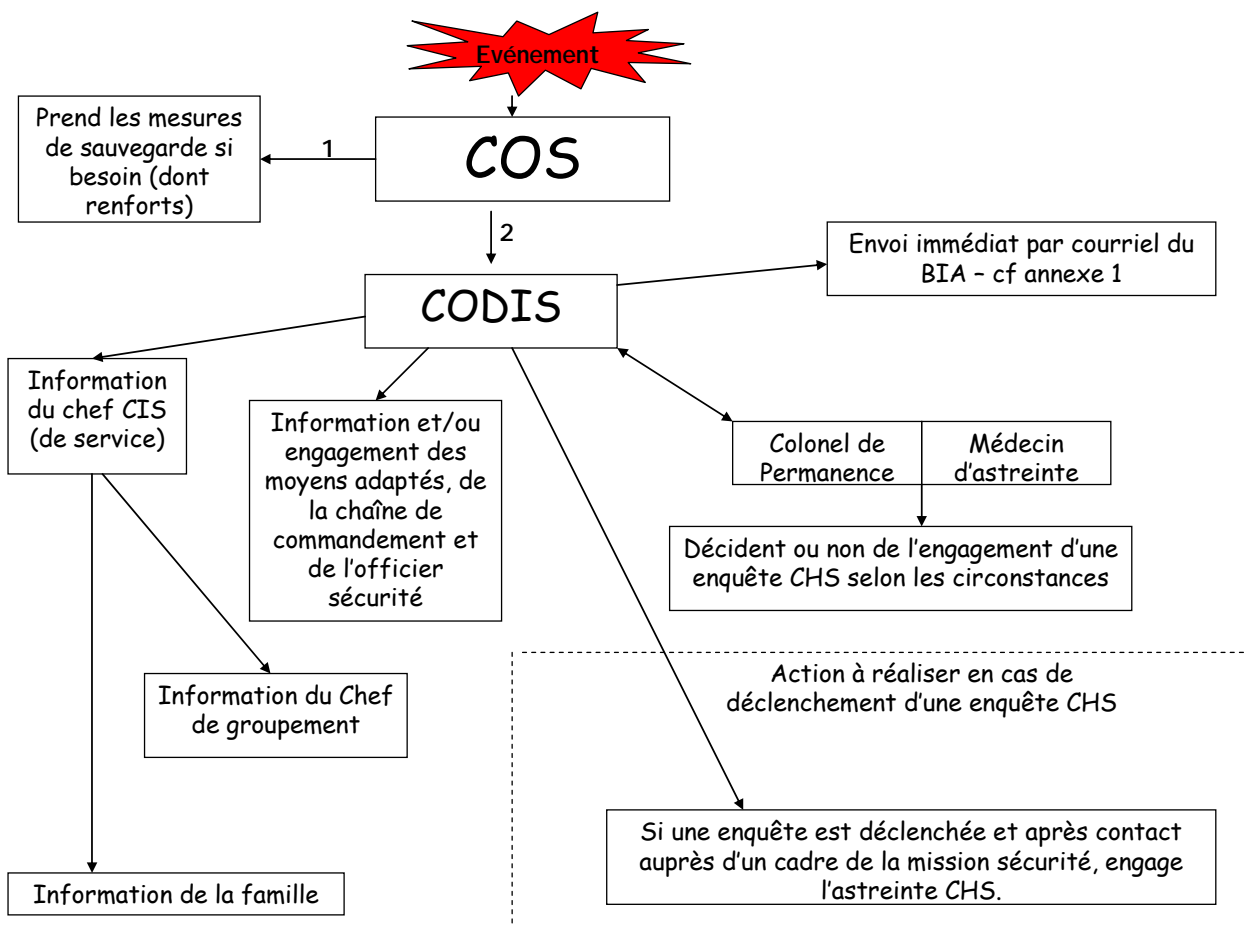 Evénement
Prend les mesures
de sauvegarde si
besoin (dont
renforts)
1
COS
2
Envoi immédiat par courriel du
BIA – cf annexe 1
CODIS
Information
du chef CIS
(de service)
Information et/ou
engagement des
moyens adaptés, de
la chaîne de
commandement et
de l'officier
sécurité
Colonel de
Permanence
Médecin
d'astreinte
Décident ou non de l'engagement d'une
enquête CHS selon les circonstances
Information du Chef
de groupement
Action à réaliser en cas de
déclenchement d'une enquête CHS
Si une enquête est déclenchée et après contact
auprès d'un cadre de la mission sécurité, engage
l'astreinte CHS.
Information de la famille